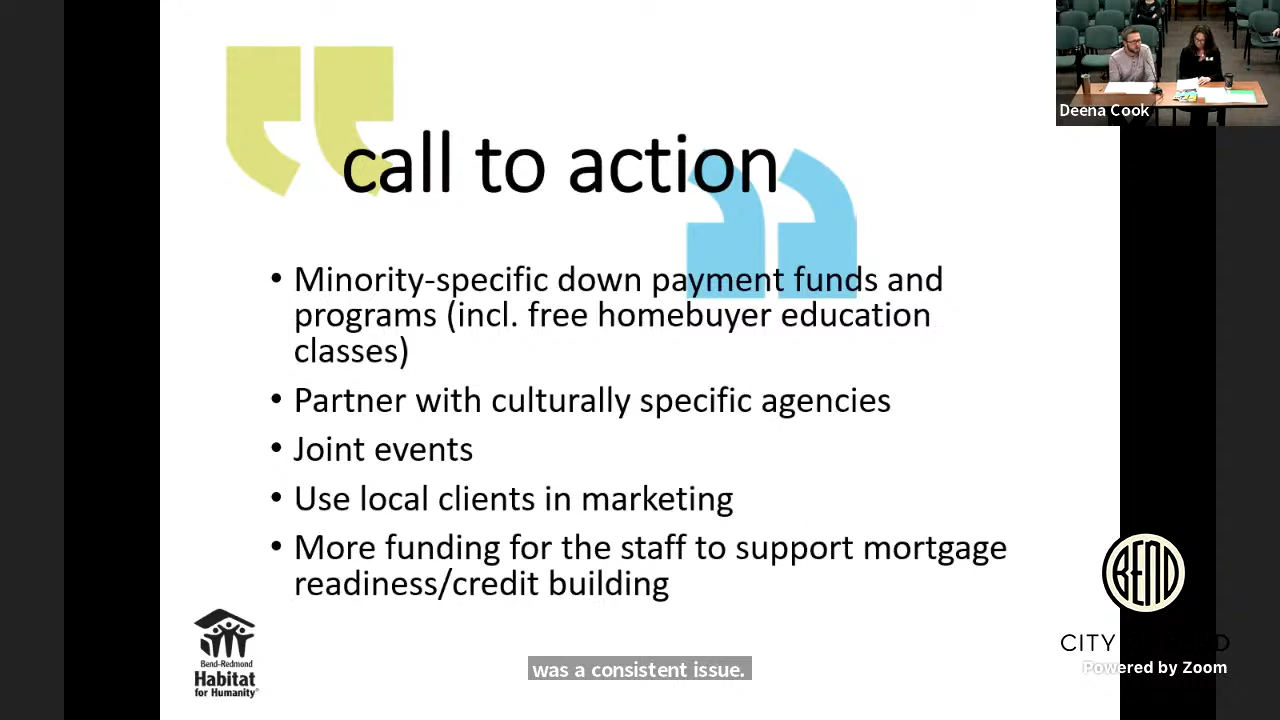 Deena Cook
call to action
• Minority-specific down payment funds and
programs (incl. free homebuyer education
classes)
• Partner with culturally specific agencies
• Joint events
• Use local clients in marketing
• More funding for the staff to support mortgage
readiness/credit building
BEND
CITY
Powered by Zoom
Bend-Redmond
Habitat
for Humanity®
was a consistent issue.